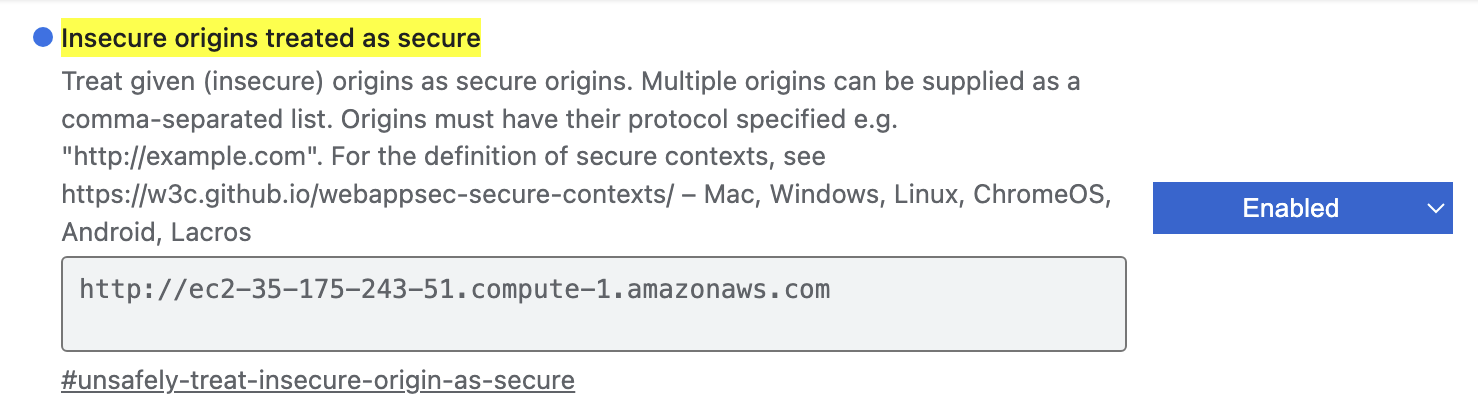 Insecure origins treated as secure
Treat given (insecure) origins as secure origins. Multiple origins can be supplied as a
comma-separated list. Origins must have their protocol specified e.g.
"http://example.com". For the definition of secure contexts, see
https://w3c.github.io/webappsec-secure-contexts/ – Mac, Windows, Linux, ChromeOS,
Android, Lacros
Enabled
http://ec2-35-175-243-51.compute-1.amazonaws.com
#unsafely-treat-insecure-origin-as-secure